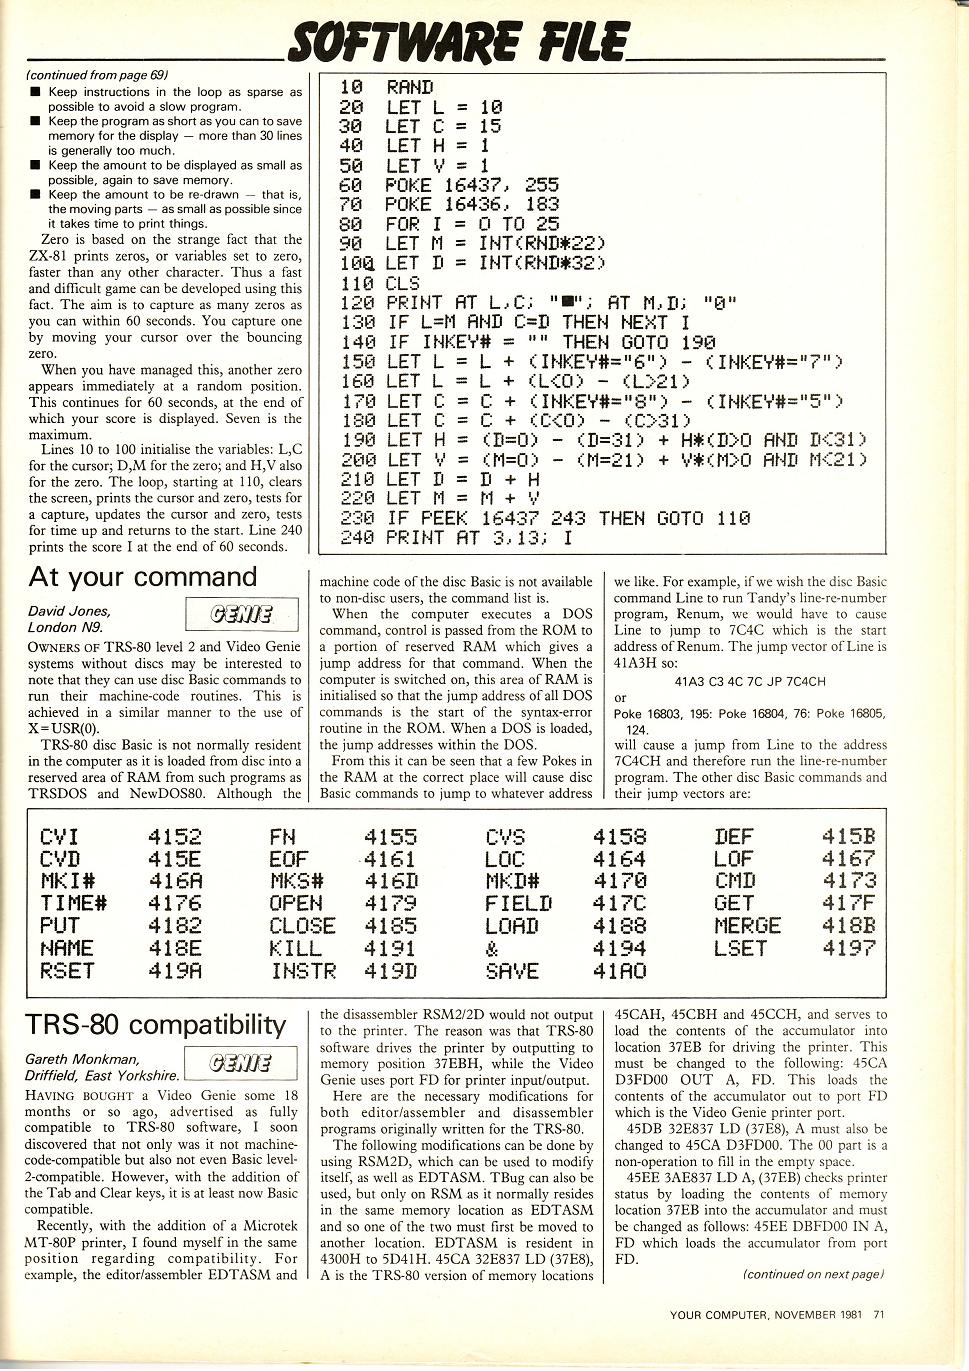 SOFTWARE FILE
(continued from page 69)
■ Keep instructions in the loop as sparse as
possible to avoid a slow program.
■ Keep the program as short as you can to save
memory for the display — more than 30 lines
is generally too much.
■ Keep the amount to be displayed as small as
possible, again to save memory.
■ Keep the amount to be re-drawn — that is,
the moving parts — as small as possible since
it takes time to print things.
Zero is based on the strange fact that the
ZX-81 prints zeros, or variables set to zero,
faster than any other character. Thus a fast
and difficult game can be developed using this
fact. The aim is to capture as many zeros as
you can within 60 seconds. You capture one
by moving your cursor over the bouncing
zero.
When you have managed this, another zero
appears immediately at a random position.
This continues for 60 seconds, at the end of
which your score is displayed. Seven is the
maximum.
Lines 10 to 100 initialise the variables: L,C
for the cursor; D,M for the zero; and H,V also
for the zero. The loop, starting at 110, clears
the screen, prints the cursor and zero, tests for
a capture, updates the cursor and zero, tests
for time up and returns to the start. Line 240
prints the score I at the end of 60 seconds.
10 RAND
20 LET L = 10
30 LET C = 15
40 LET H = 1
50 LET V = 1
60 POKE 16437, 255
70 POKE 16436, 183
80 FOR I = O TO 25
90 LET M = INT(RND*22)
100 LET D = INT(RND*32)
110 CLS
120 PRINT AT L,C; "■"; AT M,D; "0"
130 IF L=M AND C=D THEN NEXT I
140 IF INKEY# = "" THEN GOTO 190
150 LET L = L + (INKEY#="6") - (INKEY#="7")
160 LET L = L + (L<O) - (L>21)
170 LET C = C + (INKEY#="8") - (INKEY#="5")
180 LET C = C + (C<O) - (C>31)
190 LET H = (D=O) - (D=31) + H*(D>O AND D<31)
200 LET V = (M=O) - (M=21) + V*(M>O AND M<21)
210 LET D = D + H
220 LET M = M + V
230 IF PEEK 16437 243 THEN GOTO 110
240 PRINT AT 3,13; I
At your command
David Jones,
London N9.
GENIE
OWNERS OF TRS-80 level 2 and Video Genie
systems without discs may be interested to
note that they can use disc Basic commands to
run their machine-code routines. This is
achieved in a similar manner to the use of
X=USR(0).
TRS-80 disc Basic is not normally resident
in the computer as it is loaded from disc into a
reserved area of RAM from such programs as
TRSDOS and NewDOS80. Although the
machine code of the disc Basic is not available
to non-disc users, the command list is.
When the computer executes a DOS
command, control is passed from the ROM to
a portion of reserved RAM which gives a
jump address for that command. When the
computer is switched on, this area of RAM is
initialised so that the jump address of all DOS
commands is the start of the syntax-error
routine in the ROM. When a DOS is loaded,
the jump addresses within the DOS.
From this it can be seen that a few Pokes in
the RAM at the correct place will cause disc
Basic commands to jump to whatever address
we like. For example, if we wish the disc Basic
command Line to run Tandy's line-re-number
program, Renum, we would have to cause
Line to jump to 7C4C which is the start
address of Renum. The jump vector of Line is
41A3H so:
41A3 C3 4C 7C JP 7C4CH
or
Poke 16803, 195: Poke 16804, 76: Poke 16805,
124.
will cause a jump from Line to the address
7C4CH and therefore run the line-re-number
program. The other disc Basic commands and
their jump vectors are:
CVI 4152 FN 4155 CVS 4158 DEF 415B
CVD 415E EOF 4161 LOC 4164 LOF 4167
MKI# 416A MKS# 416D MKD# 4170 CMD 4173
TIME# 4176 OPEN 4179 FIELD 417C GET 417F
PUT 4182 CLOSE 4185 LOAD 4188 MERGE 418B
NAME 418E KILL 4191 & 4194 LSET 4197
RSET 419A INSTR 419D SAVE 41A0
TRS-80 compatibility
Gareth Monkman,
Driffield, East Yorkshire.
GENIE
HAVING BOUGHT a Video Genie some 18
months or so ago, advertised as fully
compatible to TRS-80 software, I soon
discovered that not only was it not machine-
code-compatible but also not even Basic level-
2-compatible. However, with the addition of
the Tab and Clear keys, it is at least now Basic
compatible.
Recently, with the addition of a Microtek
MT-80P printer, I found myself in the same
position regarding compatibility. For
example, the editor/assembler EDTASM and
the disassembler RSM2/2D would not output
to the printer. The reason was that TRS-80
software drives the printer by outputting to
memory position 37EBH, while the Video
Genie uses port FD for printer input/output.
Here are the necessary modifications for
both editor/assembler and disassembler
programs originally written for the TRS-80.
The following modifications can be done by
using RSM2D, which can be used to modify
itself, as well as EDTASM. TBug can also be
used, but only on RSM as it normally resides
in the same memory location as EDTASM
and so one of the two must first be moved to
another location. EDTASM is resident in
4300H to 5D41H. 45CA 32E837 LD (37E8),
A is the TRS-80 version of memory locations
45CAH, 45CBH and 45CCH, and serves to
load the contents of the accumulator into
location 37EB for driving the printer. This
must be changed to the following: 45CA
D3FD00 OUT A, FD. This loads the
contents of the accumulator out to port FD
which is the Video Genie printer port.
45DB 32E837 LD (37E8), A must also be
changed to 45CA D3FD00. The 00 part is a
non-operation to fill in the empty space.
45EE 3AE837 LD A, (37EB) checks printer
status by loading the contents of memory
location 37EB into the accumulator and must
be changed as follows: 45EE DBFD00 IN A,
FD which loads the accumulator from port
FD.
(continued on next page)
YOUR COMPUTER, NOVEMBER 1981 71